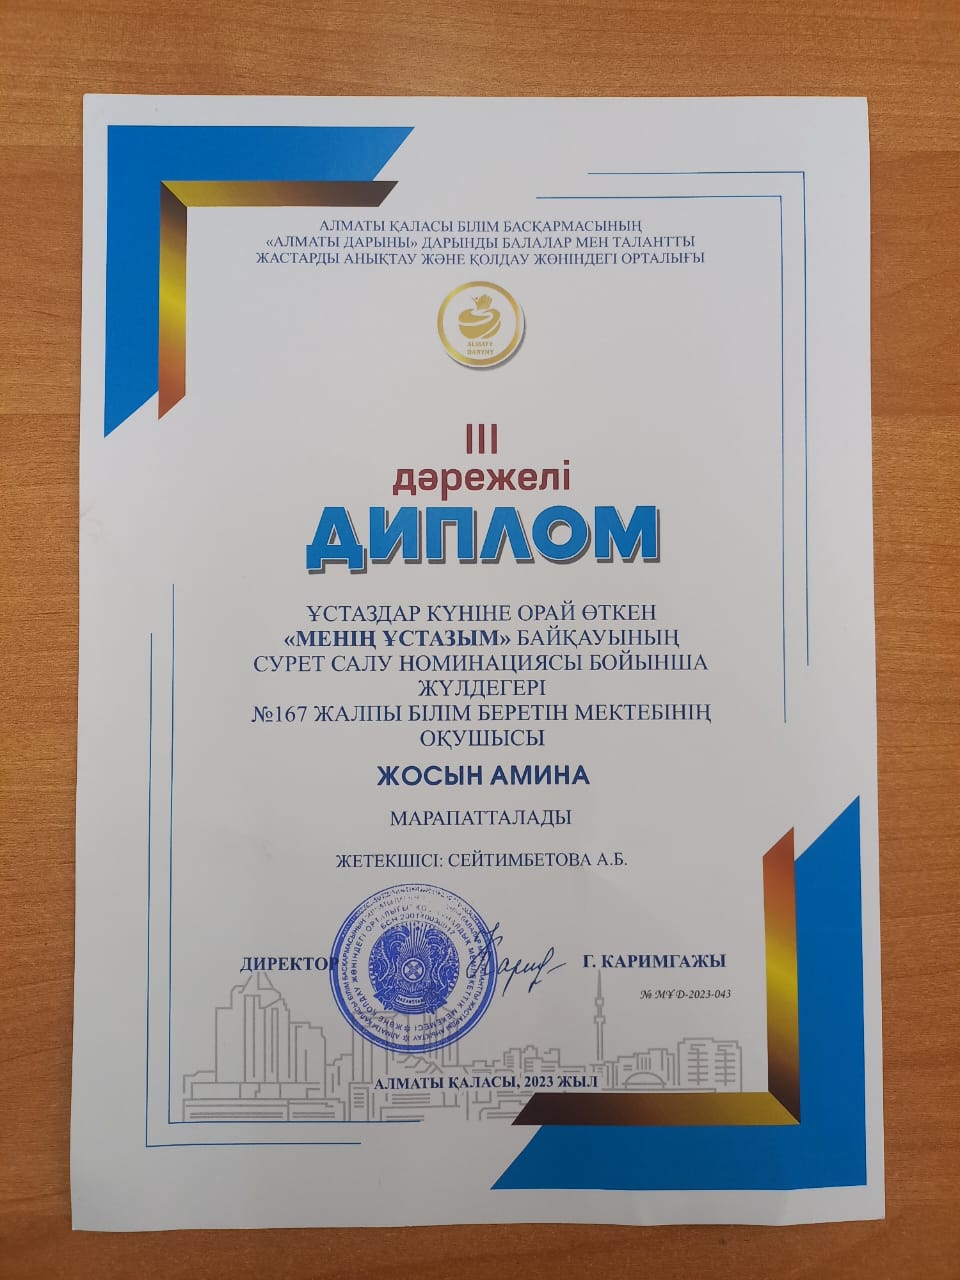 АЛМАТЫ ҚАЛАСЫ БІЛІМ БАСҚАРМАСЫНЫҢ
«АЛМАТЫ ДАРЫНЫ» ДАРЫНДЫ БАЛАЛАР МЕН ТАЛАНТТЫ
ЖАСТАРДЫ АНЫҚТАУ ЖӘНЕ ҚОЛДАУ ЖӨНІНДЕГІ ОРТАЛЫҒЫ
ALMATY
DARYNY
III
дәрежелі
ДИПЛОМ
ҰСТАЗДАР КҮНІНЕ ОРАЙ ӨТКЕН
«МЕНІҢ ҰСТАЗЫМ» БАЙҚАУЫНЫҢ
СУРЕТ САЛУ НОМИНАЦИЯСЫ БОЙЫНША
ЖҮЛДЕГЕРІ
№167 ЖАЛПЫ БІЛІМ БЕРЕТІН МЕКТЕБІНІҢ
ОҚУШЫСЫ
ЖОСЫН АМИНА
МАРАПАТТАЛАДЫ
ЖЕТЕКШІСІ: СЕЙТИМБЕТОВА А.Б.
ДИРЕКТОР
Г. КАРИМГАЖЫ
№ МҰД-2023-043
АЛМАТЫ ҚАЛАСЫ, 2023 ЖЫЛ